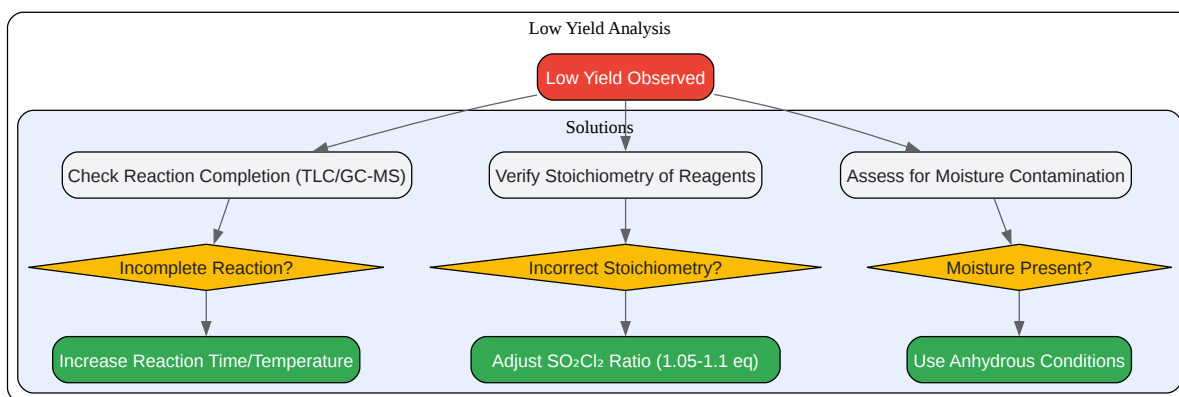 Low Yield Analysis
Low Yield Observed
Solutions
Check Reaction Completion (TLC/GC-MS)
Verify Stoichiometry of Reagents
Assess for Moisture Contamination
Incomplete Reaction?
Incorrect Stoichiometry?
Moisture Present?
Increase Reaction Time/Temperature
Adjust SO₂Cl₂ Ratio (1.05-1.1 eq)
Use Anhydrous Conditions